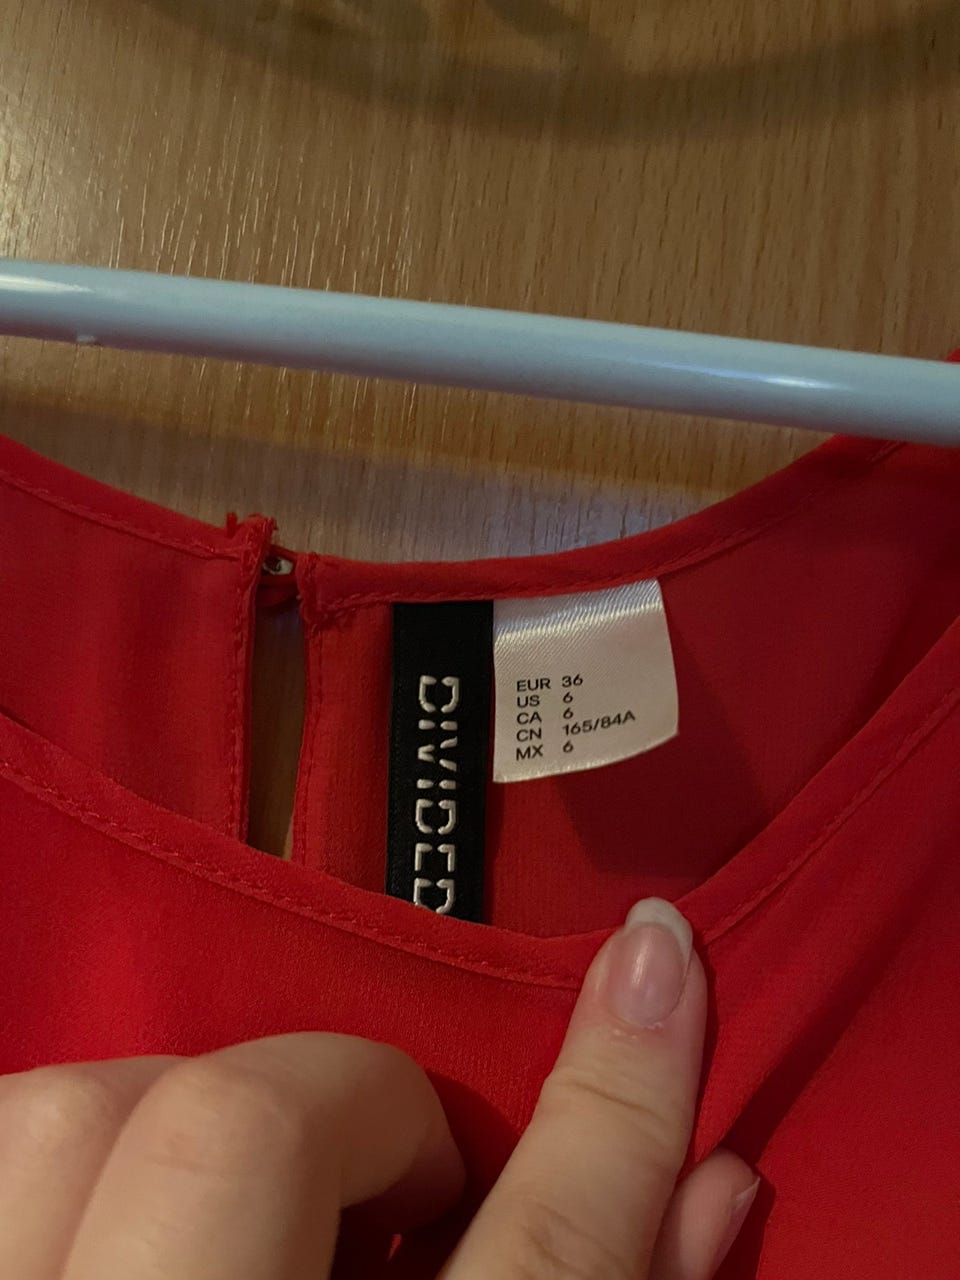 DIVIDED
EUR 36
US 6
CA 6
CN 165/84A
MX 6